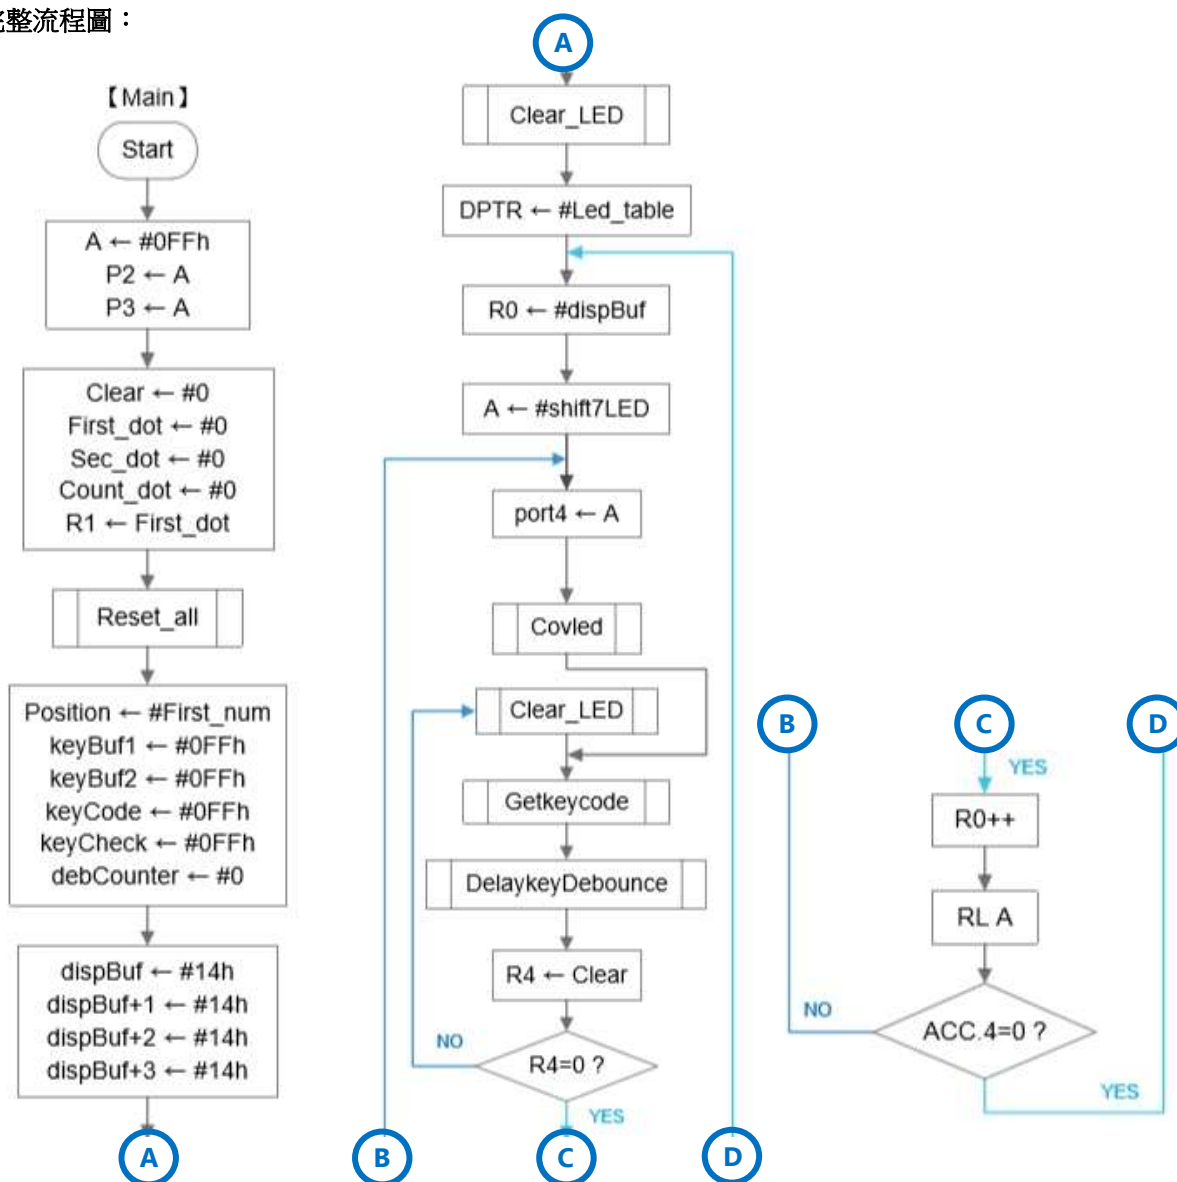 整流程圖：
【Main】
Start
A ← #0FFh
P2 ← A
P3 ← A
Clear ← #0
First_dot ← #0
Sec_dot ← #0
Count_dot ← #0
R1 ← First_dot
Reset_all
Position ← #First_num
keyBuf1 ← #0FFh
keyBuf2 ← #0FFh
keyCode ← #0FFh
keyCheck ← #0FFh
debCounter ← #0
dispBuf ← #14h
dispBuf+1 ← #14h
dispBuf+2 ← #14h
dispBuf+3 ← #14h
A
A
Clear_LED
DPTR ← #Led_table
R0 ← #dispBuf
A ← #shift7LED
port4 ← A
Covled
Clear_LED
Getkeycode
DelaykeyDebounce
R4 ← Clear
NO
R4=0 ?
YES
B
C
D
B
C
D
YES
R0++
RL A
NO
ACC.4=0 ?
YES